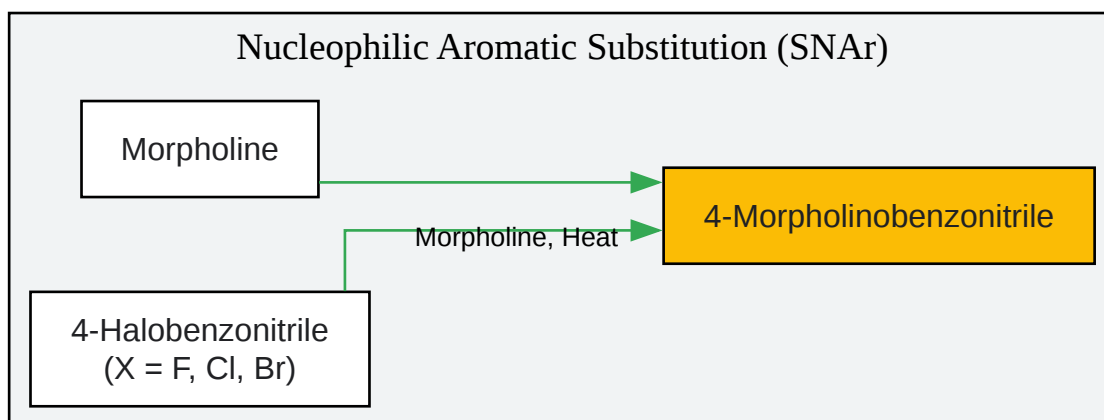 Nucleophilic Aromatic Substitution (SNAr)
Morpholine
4-Morpholinobenzonitrile
Morpholine, Heat
4-Halobenzonitrile
(X = F, Cl, Br)